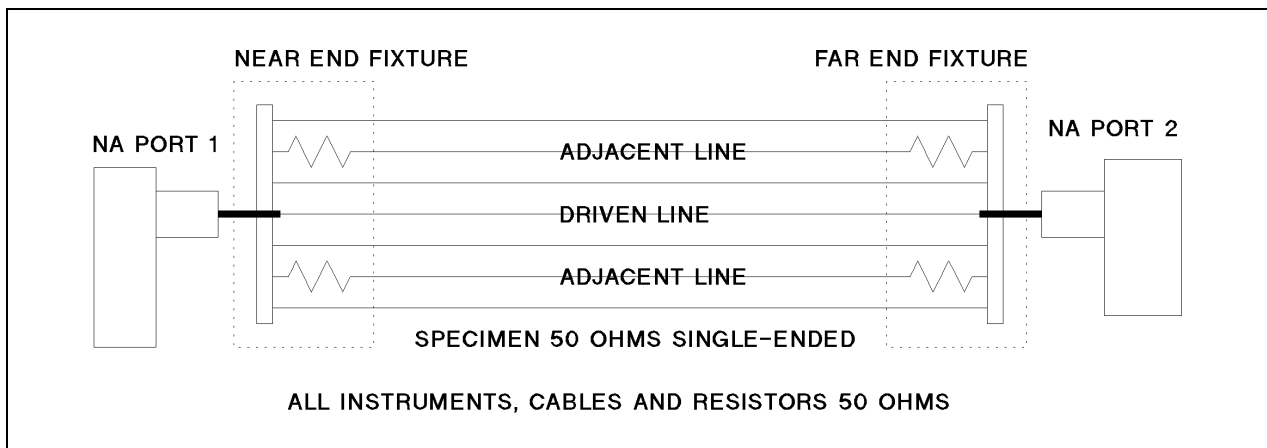 NEAR END FIXTURE
FAR END FIXTURE
NA PORT 1
NA PORT 2
ADJACENT LINE
DRIVEN LINE
ADJACENT LINE
SPECIMEN 50 OHMS SINGLE-ENDED
ALL INSTRUMENTS, CABLES AND RESISTORS 50 OHMS